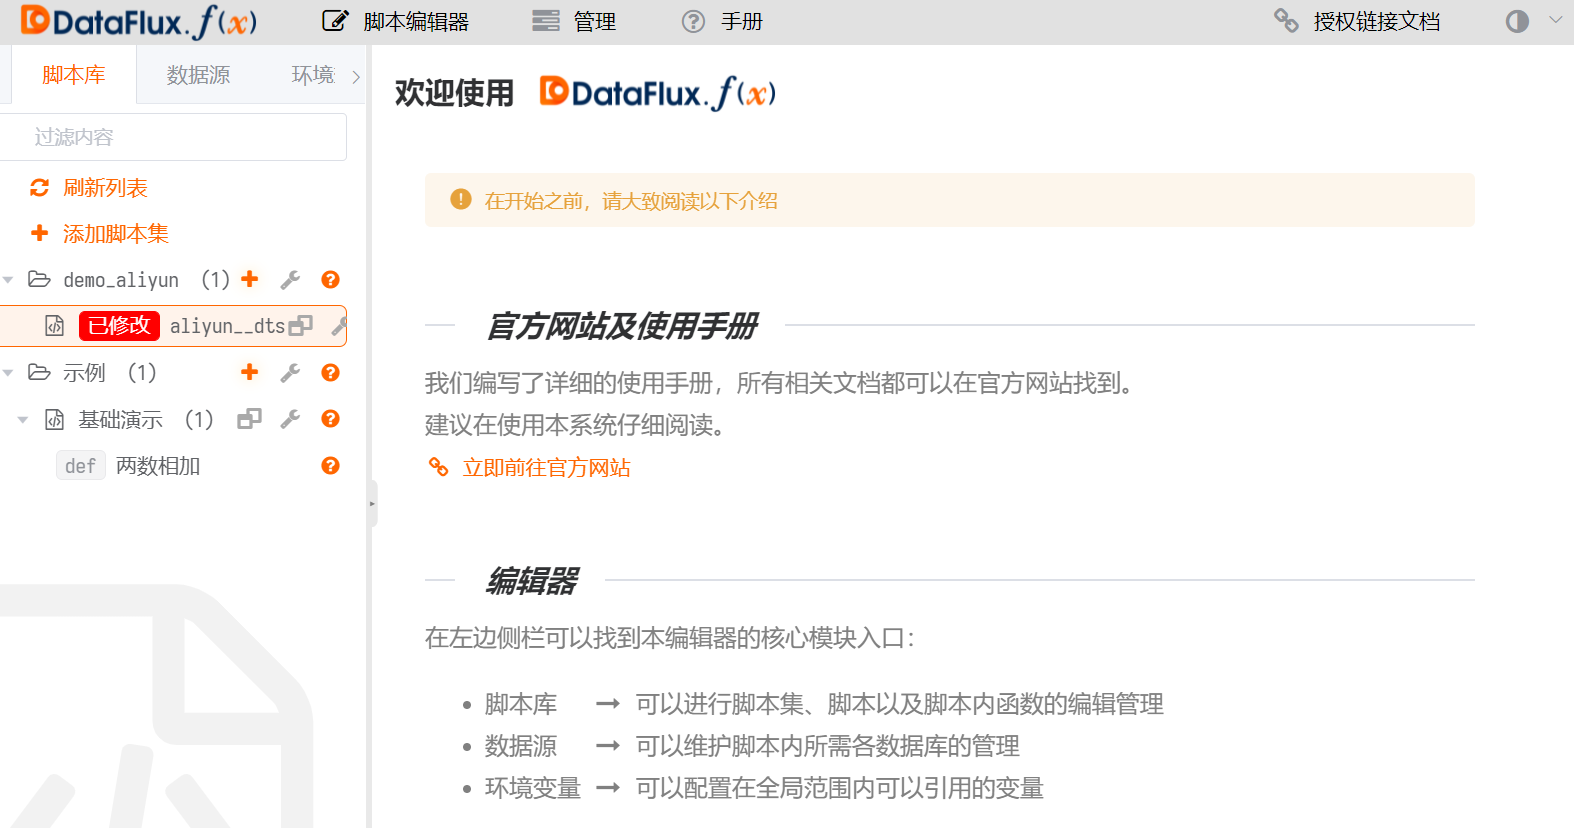 DataFlux.f(x) 脚本编辑器 管理 手册 授权链接文档
脚本库 数据源 环境
过滤内容
刷新列表
添加脚本集
demo_aliyun (1)
已修改 aliyun__dts
示例 (1)
基础演示 (1)
def 两数相加
欢迎使用 DataFlux.f(x)
在开始之前，请大致阅读以下介绍
官方网站及使用手册
我们编写了详细的使用手册，所有相关文档都可以在官方网站找到。
建议在使用本系统仔细阅读。
立即前往官方网站
编辑器
在左边侧栏可以找到本编辑器的核心模块入口：
• 脚本库 → 可以进行脚本集、脚本以及脚本内函数的编辑管理
• 数据源 → 可以维护脚本内所需各数据库的管理
• 环境变量 → 可以配置在全局范围内可以引用的变量